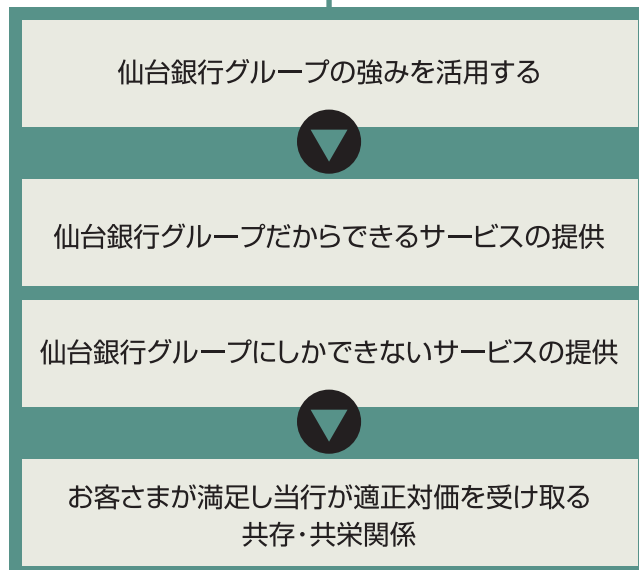 仙台銀行グループの強みを活用する
仙台銀行グループだからできるサービスの提供
仙台銀行グループにしかできないサービスの提供
お客さまが満足し当行が適正対価を受け取る
共存・共栄関係